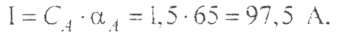 I = C_A · α_A = 1,5 · 65 = 97,5 A.